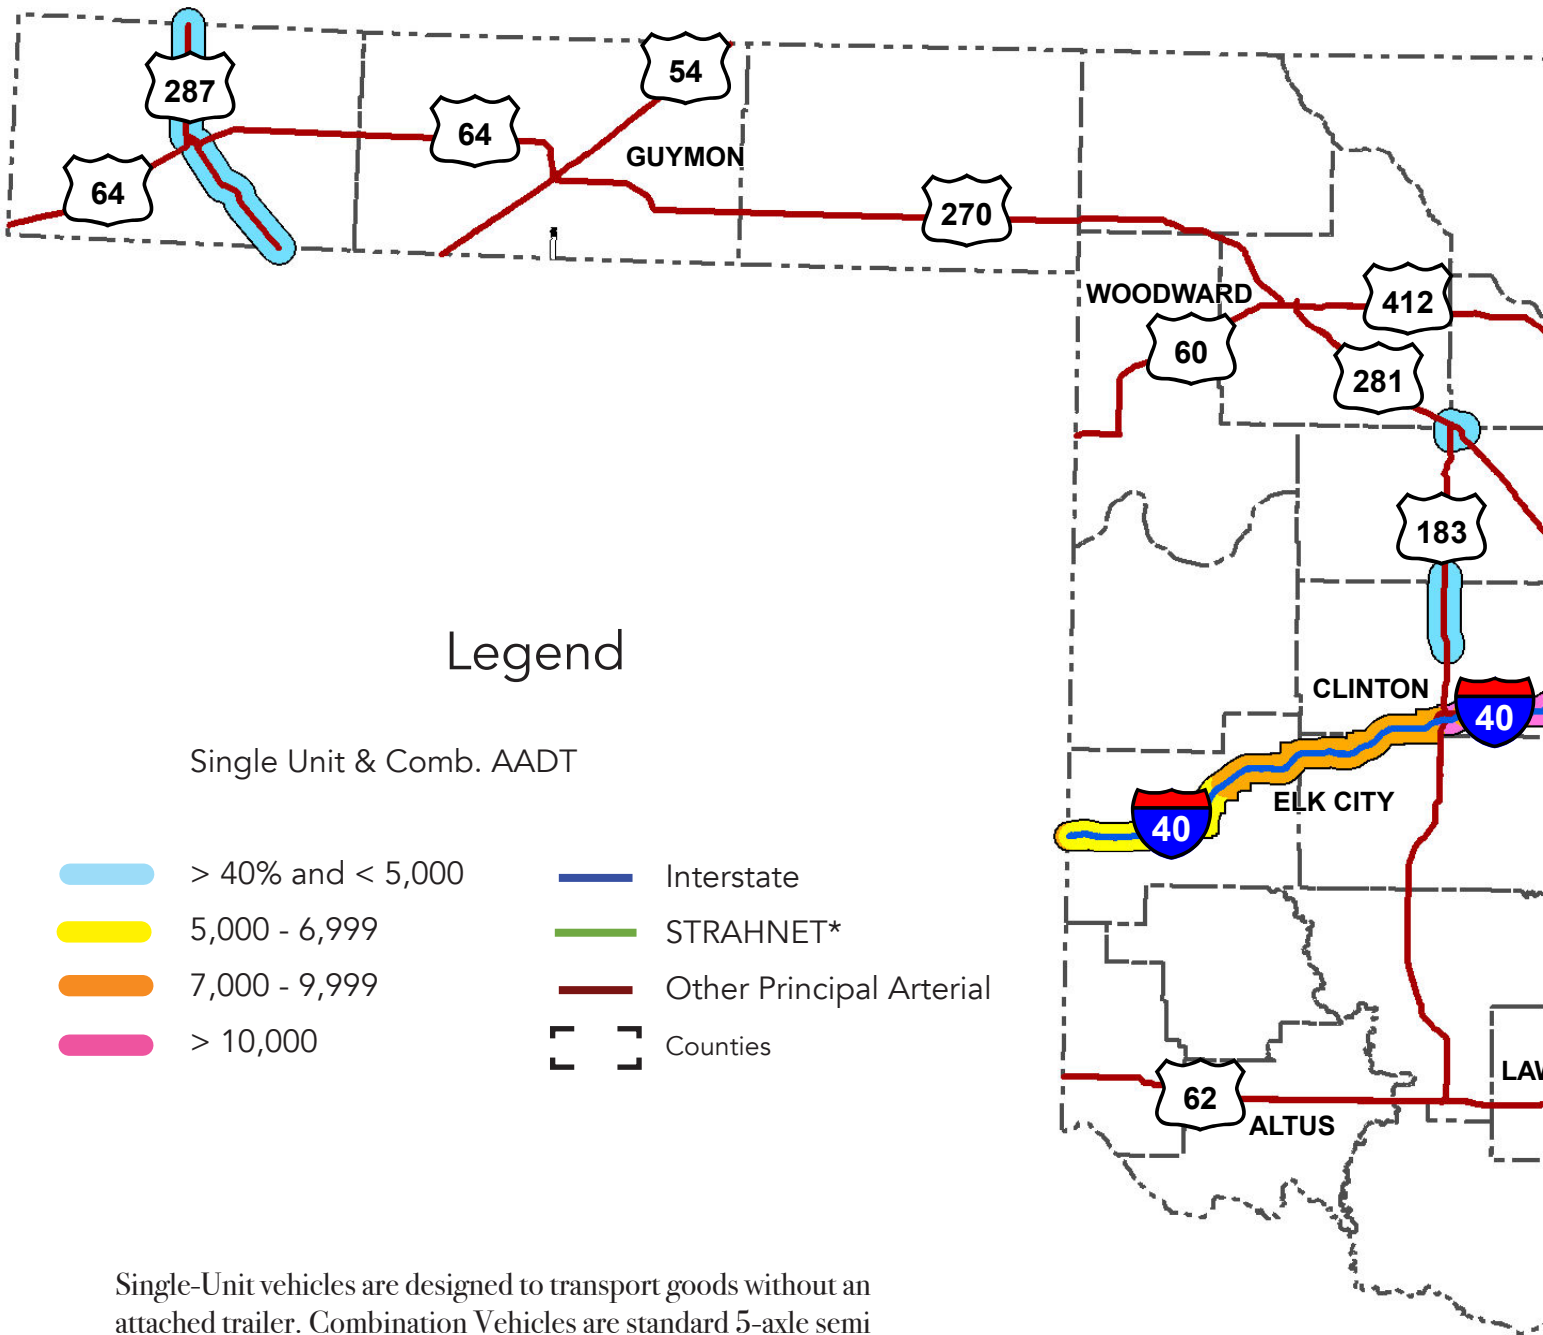 287
54
64
GUYMON
64
270
WOODWARD
412
60
281
183
Legend
CLINTON
40
Single Unit & Comb. AADT
ELK CITY
40
> 40% and < 5,000
Interstate
5,000 - 6,999
STRAHNET*
7,000 - 9,999
Other Principal Arterial
> 10,000
Counties
LAW
62
ALTUS
Single-Unit vehicles are designed to transport goods without an
attached trailer. Combination Vehicles are standard 5-axle semi